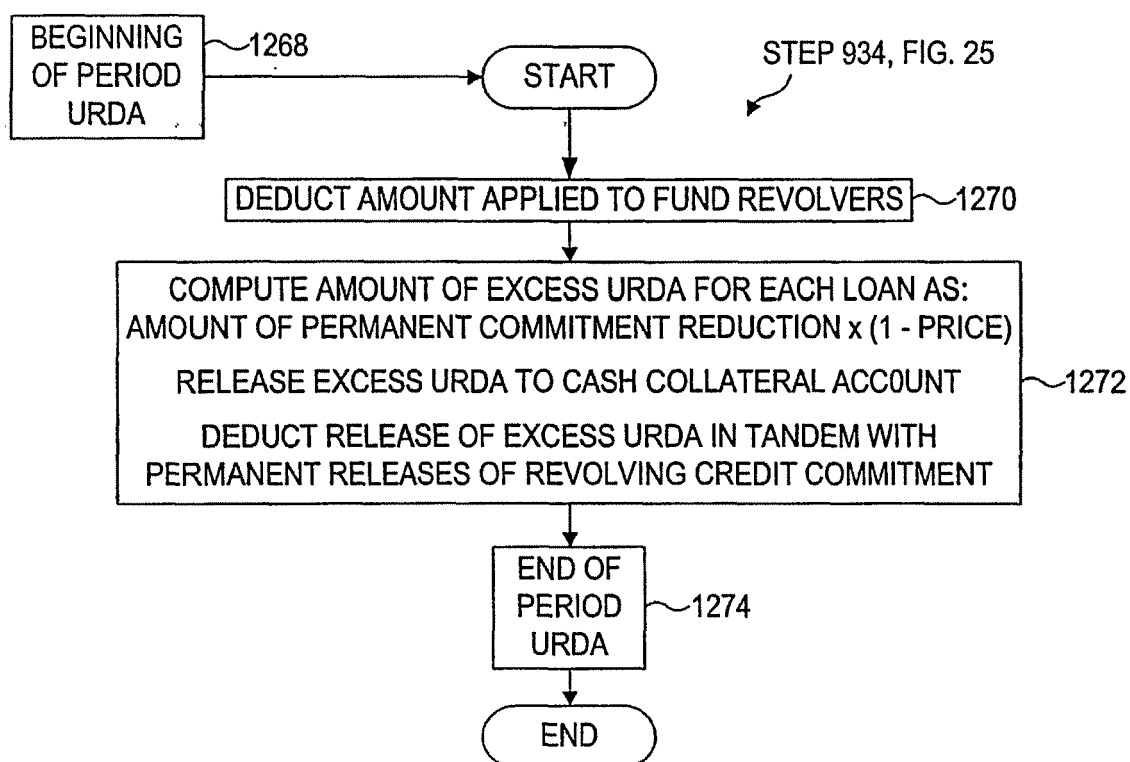 BEGINNING
OF PERIOD
URDA
1268
START
STEP 934, FIG. 25
DEDUCT AMOUNT APPLIED TO FUND REVOLVERS
1270
COMPUTE AMOUNT OF EXCESS URDA FOR EACH LOAN AS:
AMOUNT OF PERMANENT COMMITMENT REDUCTION x (1 - PRICE)
RELEASE EXCESS URDA TO CASH COLLATERAL ACCOUNT
DEDUCT RELEASE OF EXCESS URDA IN TANDEM WITH
PERMANENT RELEASES OF REVOLVING CREDIT COMMITMENT
1272
END OF
PERIOD
URDA
1274
END